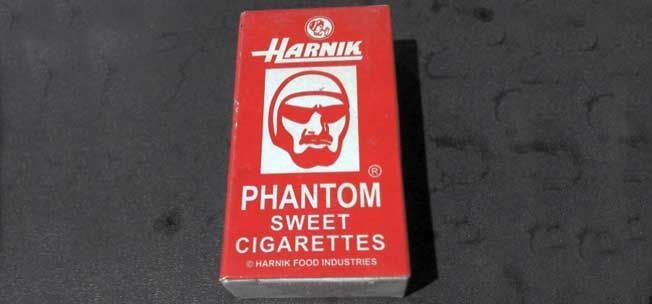 HARNIK
®
PHANTOM
SWEET
CIGARETTES
© HARNIK FOOD INDUSTRIES